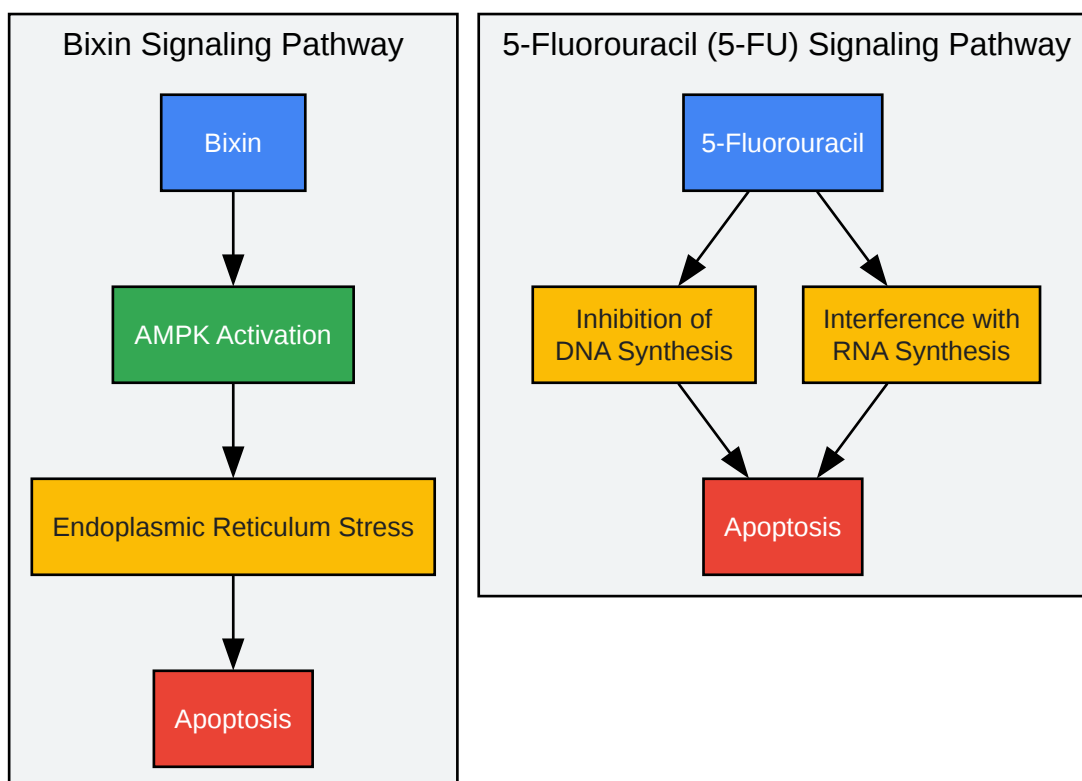 Bixin Signaling Pathway
Bixin
AMPK Activation
Endoplasmic Reticulum Stress
Apoptosis
5-Fluorouracil (5-FU) Signaling Pathway
5-Fluorouracil
Inhibition of
DNA Synthesis
Interference with
RNA Synthesis
Apoptosis